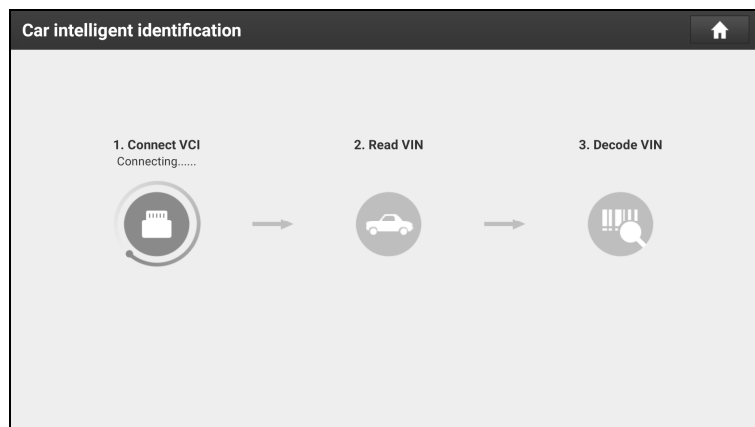 Car intelligent identification
1. Connect VCI
Connecting......
2. Read VIN
3. Decode VIN